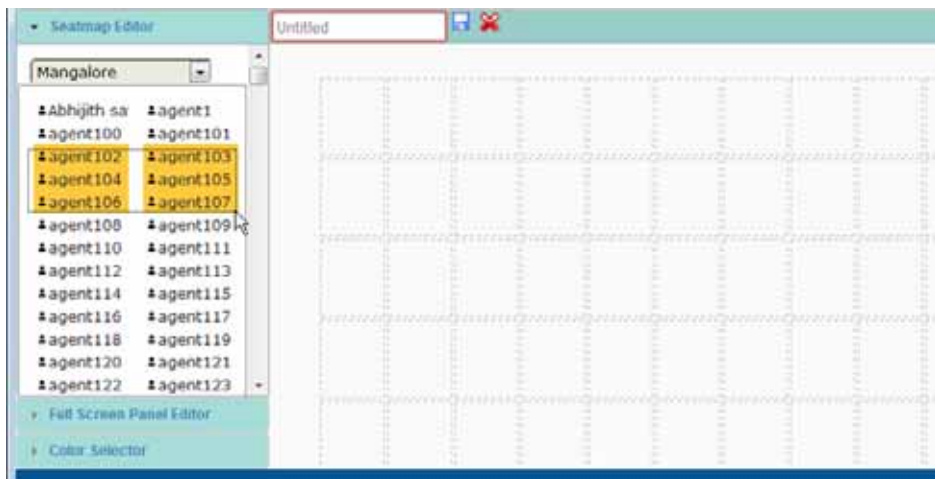 Seatmap Editor
Untitled
Mangalore
Abhijith sa
agent1
agent100
agent101
agent102
agent103
agent104
agent105
agent106
agent107
agent108
agent109
agent110
agent111
agent112
agent113
agent114
agent115
agent116
agent117
agent118
agent119
agent120
agent121
agent122
agent123
Full Screen Panel Editor
Color Selector